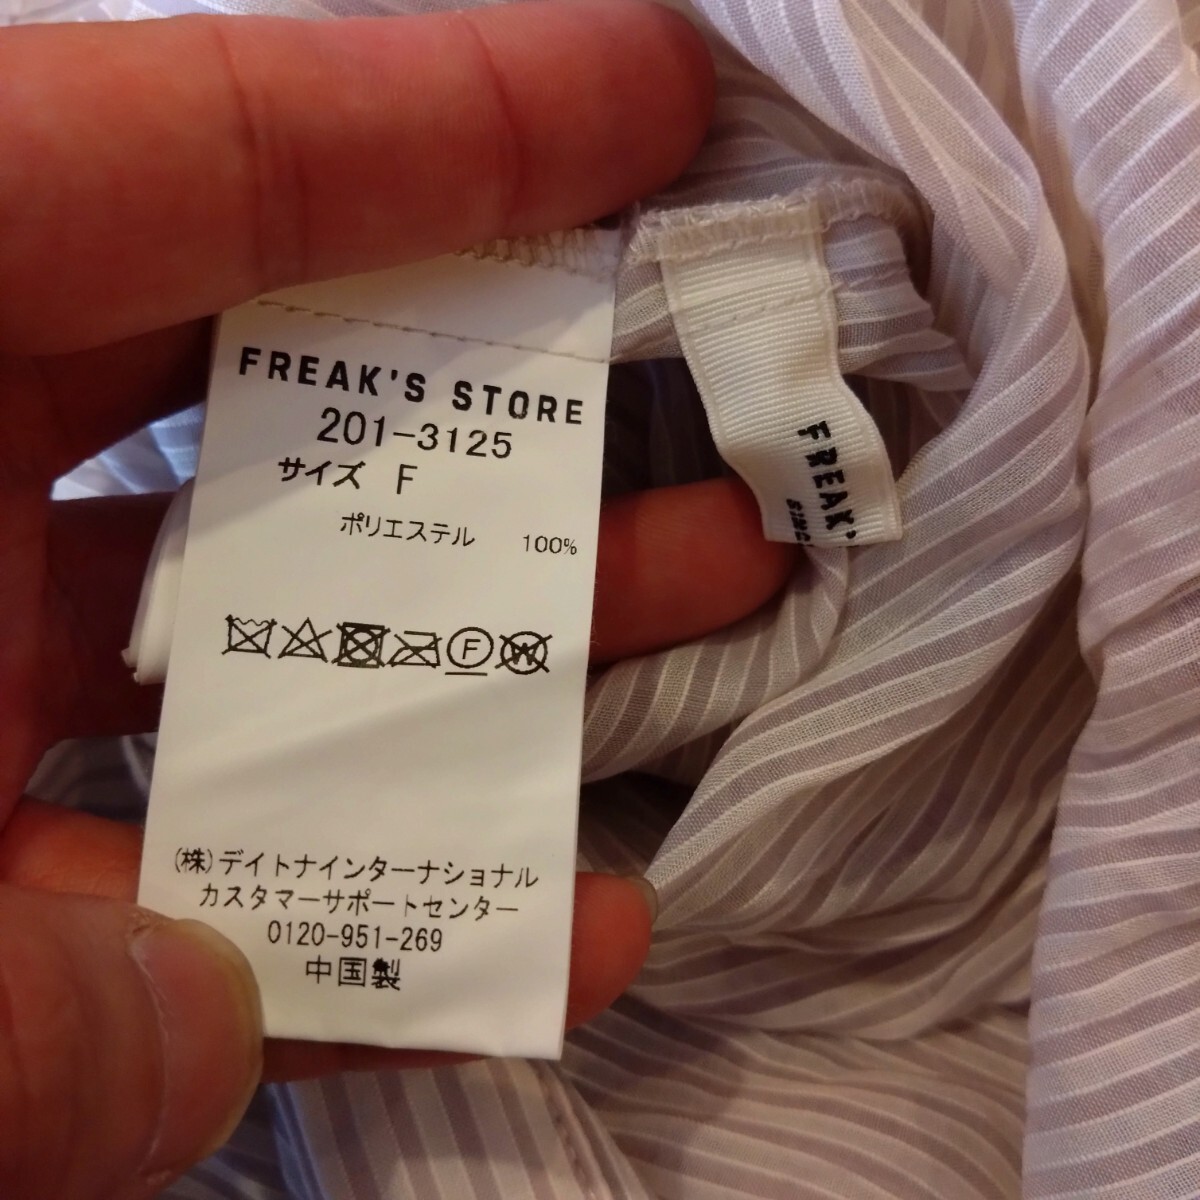 FREAK'S STORE
201-3125
サイズ F
ポリエステル 100%
F
W
(株)デイトナインターナショナル
カスタマーサポートセンター
0120-951-269
中国製
FREAK'
SINC